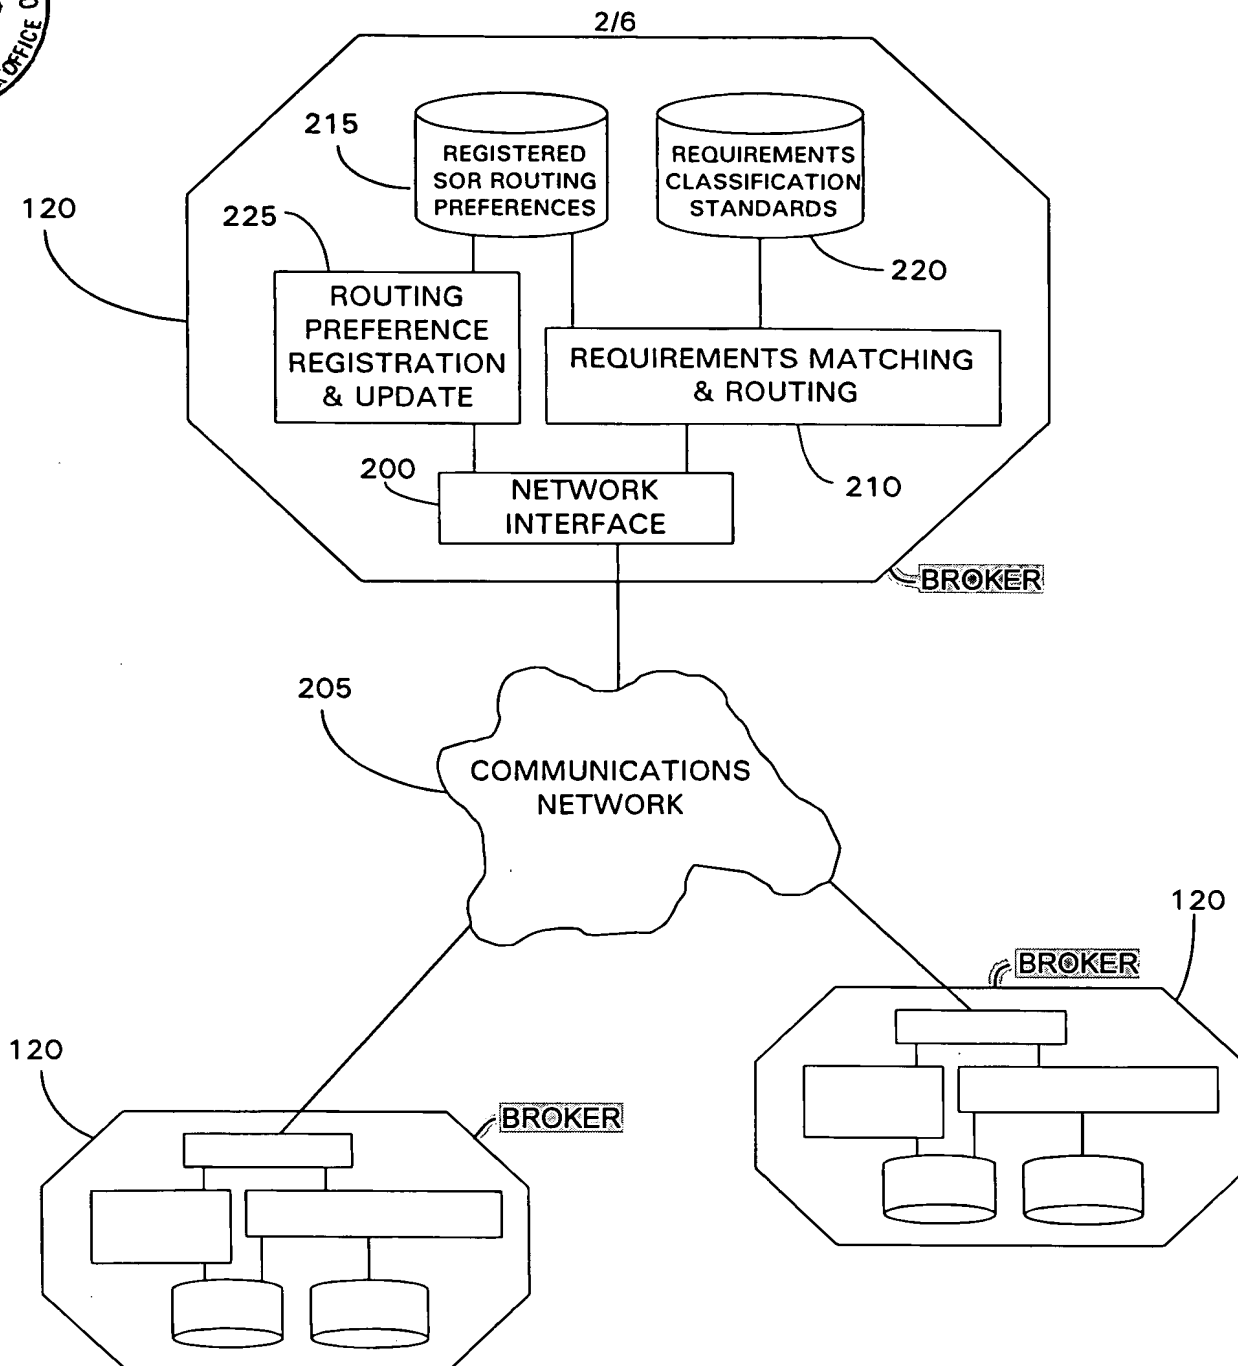 OFFICE
2/6
215
REGISTERED
SOR ROUTING
PREFERENCES
REQUIREMENTS
CLASSIFICATION
STANDARDS
120
225
220
ROUTING
PREFERENCE
REGISTRATION
& UPDATE
REQUIREMENTS MATCHING
& ROUTING
200
210
NETWORK
INTERFACE
BROKER
205
COMMUNICATIONS
NETWORK
120
BROKER
120
BROKER